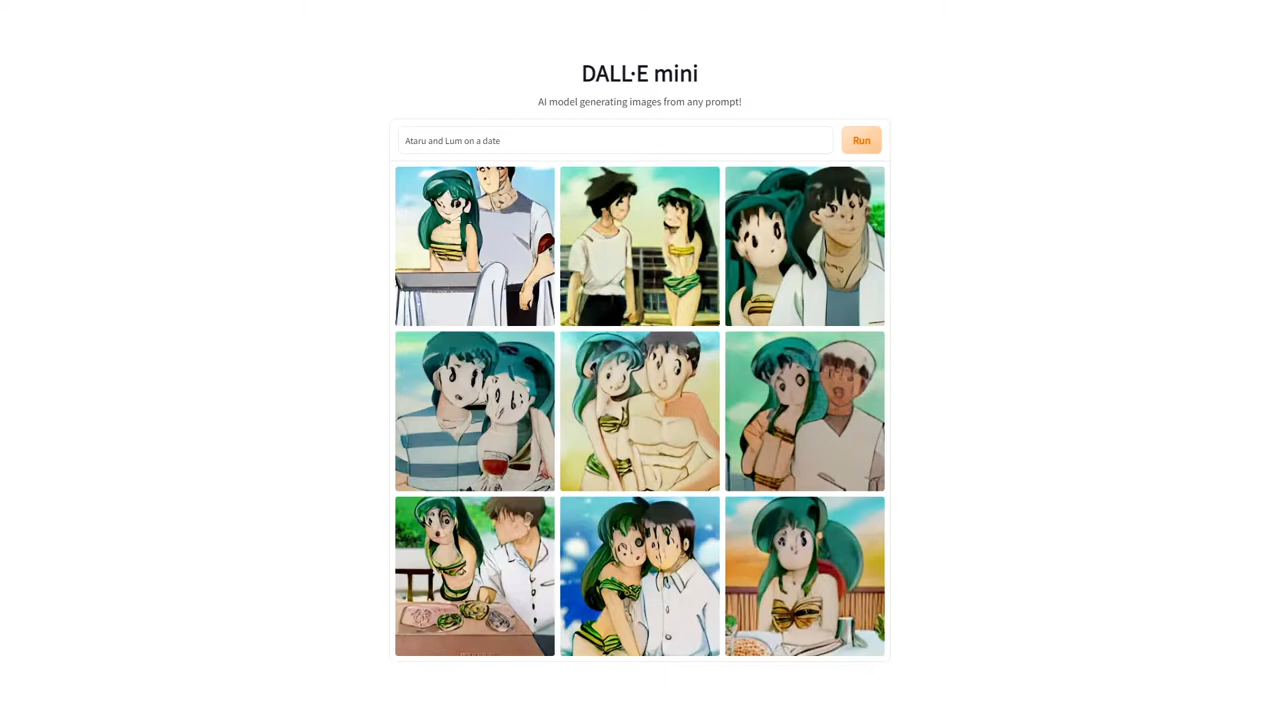 DALL·E mini
AI model generating images from any prompt!
Ataru and Lum on a date
Run